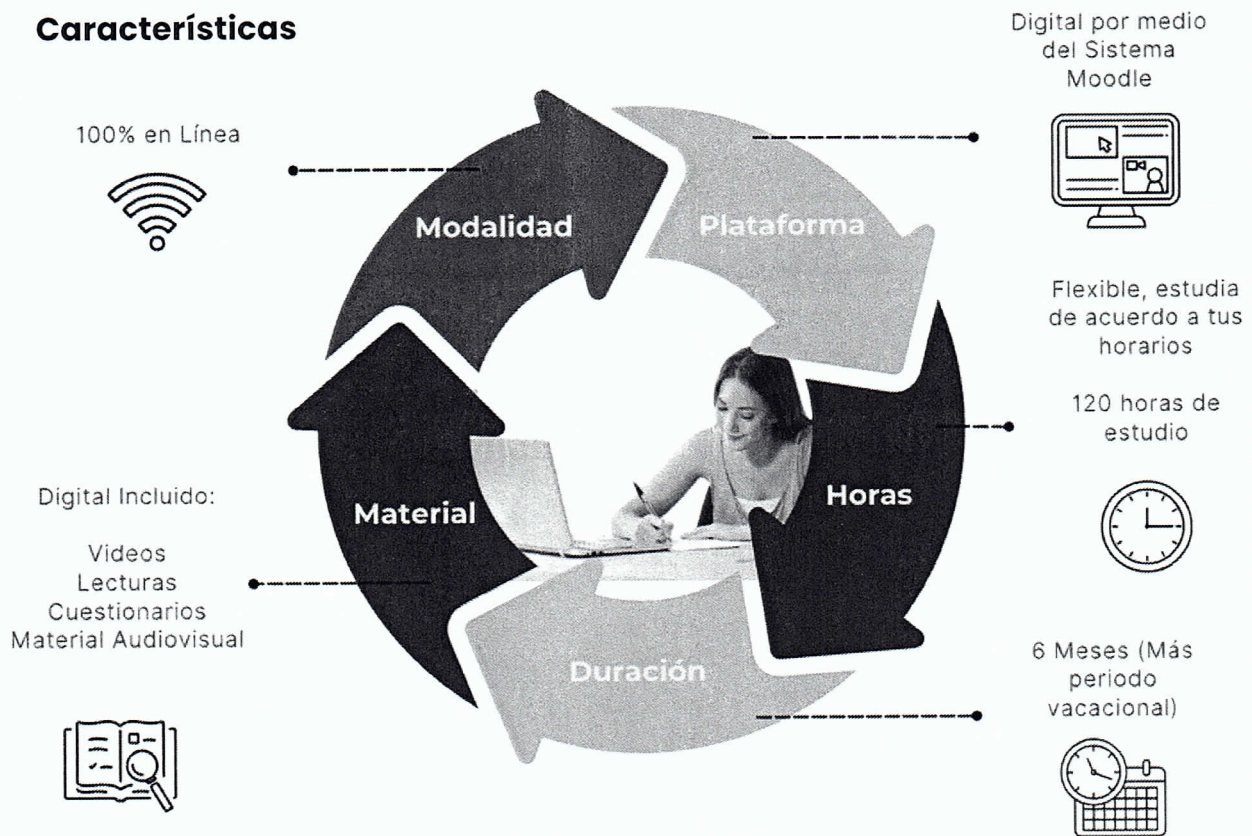 Características
100% en Línea
Modalidad
Plataforma
Digital por medio
del Sistema
Moodle
Flexible, estudia
de acuerdo a tus
horarios
120 horas de
estudio
Horas
Material
Digital Incluido:
Videos
Lecturas
Cuestionarios
Material Audiovisual
Duración
6 Meses (Más
periodo
vacacional)